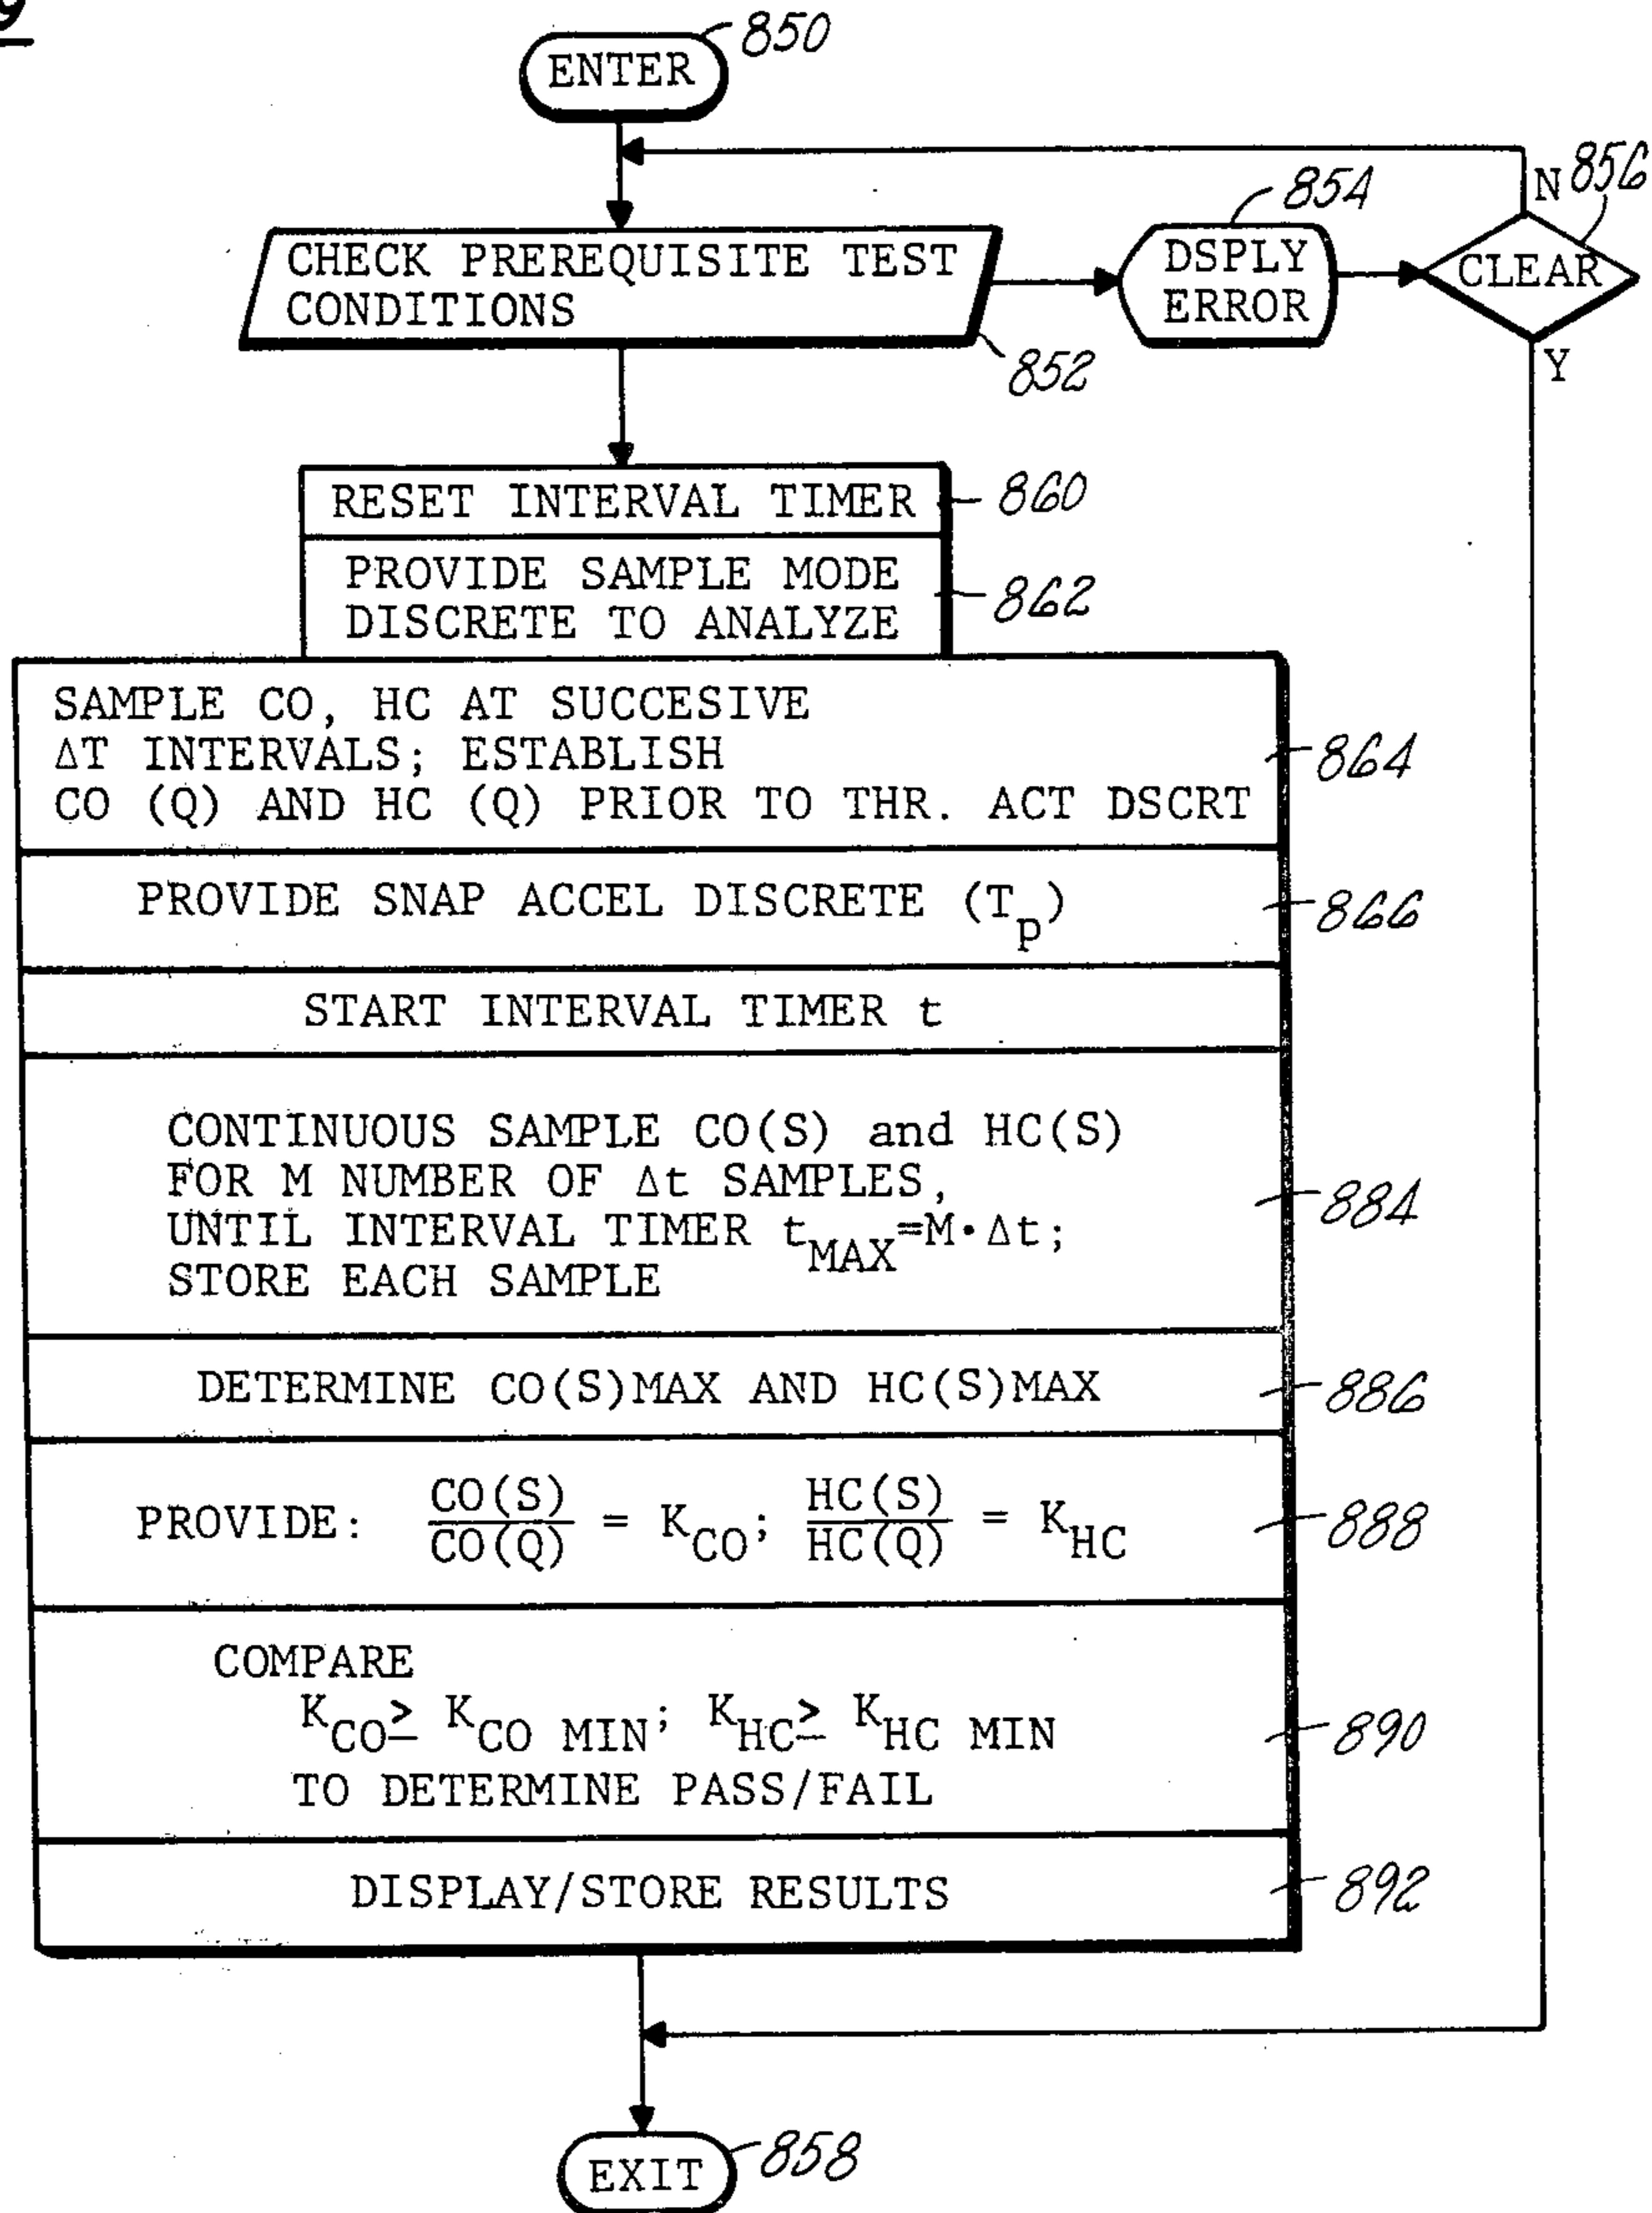 9
850
ENTER
N 856
854
CHECK PREREQUISITE TEST
CONDITIONS
DSPLY
ERROR
CLEAR
852
Y
RESET INTERVAL TIMER
860
PROVIDE SAMPLE MODE
DISCRETE TO ANALYZE
862
SAMPLE CO, HC AT SUCCESIVE
ΔT INTERVALS; ESTABLISH
CO (Q) AND HC (Q) PRIOR TO THR. ACT DSCRT
864
PROVIDE SNAP ACCEL DISCRETE (Tp)
866
START INTERVAL TIMER t
CONTINUOUS SAMPLE CO(S) and HC(S)
FOR M NUMBER OF Δt SAMPLES,
UNTIL INTERVAL TIMER tMAX=M·Δt;
STORE EACH SAMPLE
884
DETERMINE CO(S)MAX AND HC(S)MAX
886
PROVIDE: CO(S)/CO(Q) = KCO; HC(S)/HC(Q) = KHC
888
COMPARE
KCO≥ KCO MIN; KHC≥ KHC MIN
TO DETERMINE PASS/FAIL
890
DISPLAY/STORE RESULTS
892
EXIT
858